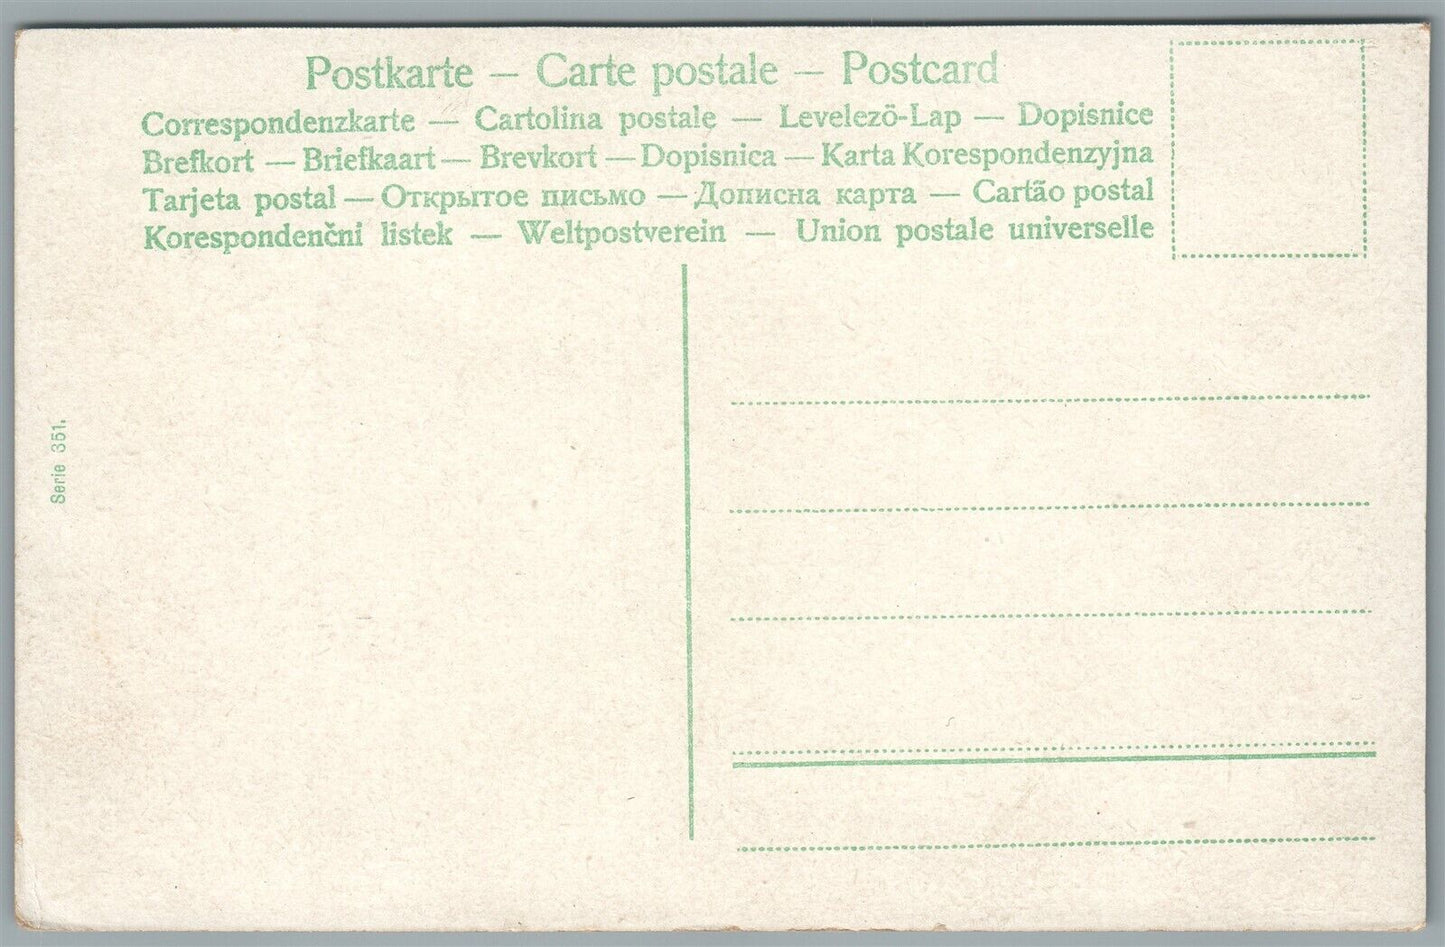 Postkarte — Carte postale — Postcard
Correspondenzkarte — Cartolina postale — Levelezö-Lap — Dopisnice
Brefkort — Briefkaart — Brevkort — Dopisnica — Karta Korespondenzyjna
Tarjeta postal — Открытое письмо — Дописна карта — Cartão postal
Korespondenčni listek — Weltpostverein — Union postale universelle
Serie 351.